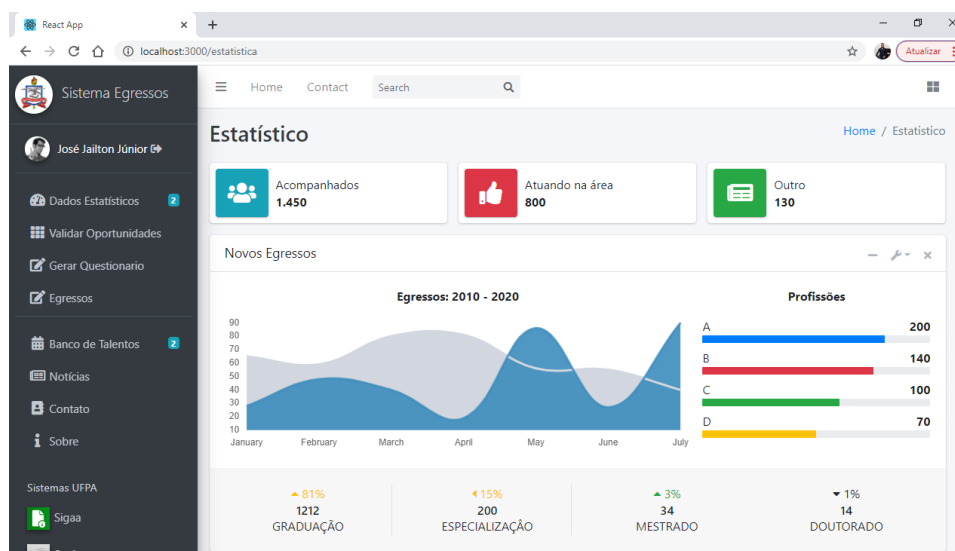 React App
localhost:3000/estatistica
Atualizar
Sistema Egressos
Home Contact Search
José Jailton Júnior
Estatístico
Home / Estatistico
Dados Estatísticos 2
Validar Oportunidades
Gerar Questionario
Egressos
Banco de Talentos 2
Notícias
Contato
Sobre
Sistemas UFPA
Sigaa
Acompanhados
1.450
Atuando na área
800
Outro
130
Novos Egressos
Egressos: 2010 - 2020
90
80
70
60
50
40
30
20
10
January February March April May June July
Profissões
A 200
B 140
C 100
D 70
81%
1212
GRADUAÇÃO
15%
200
ESPECIALIZAÇÂO
3%
34
MESTRADO
1%
14
DOUTORADO